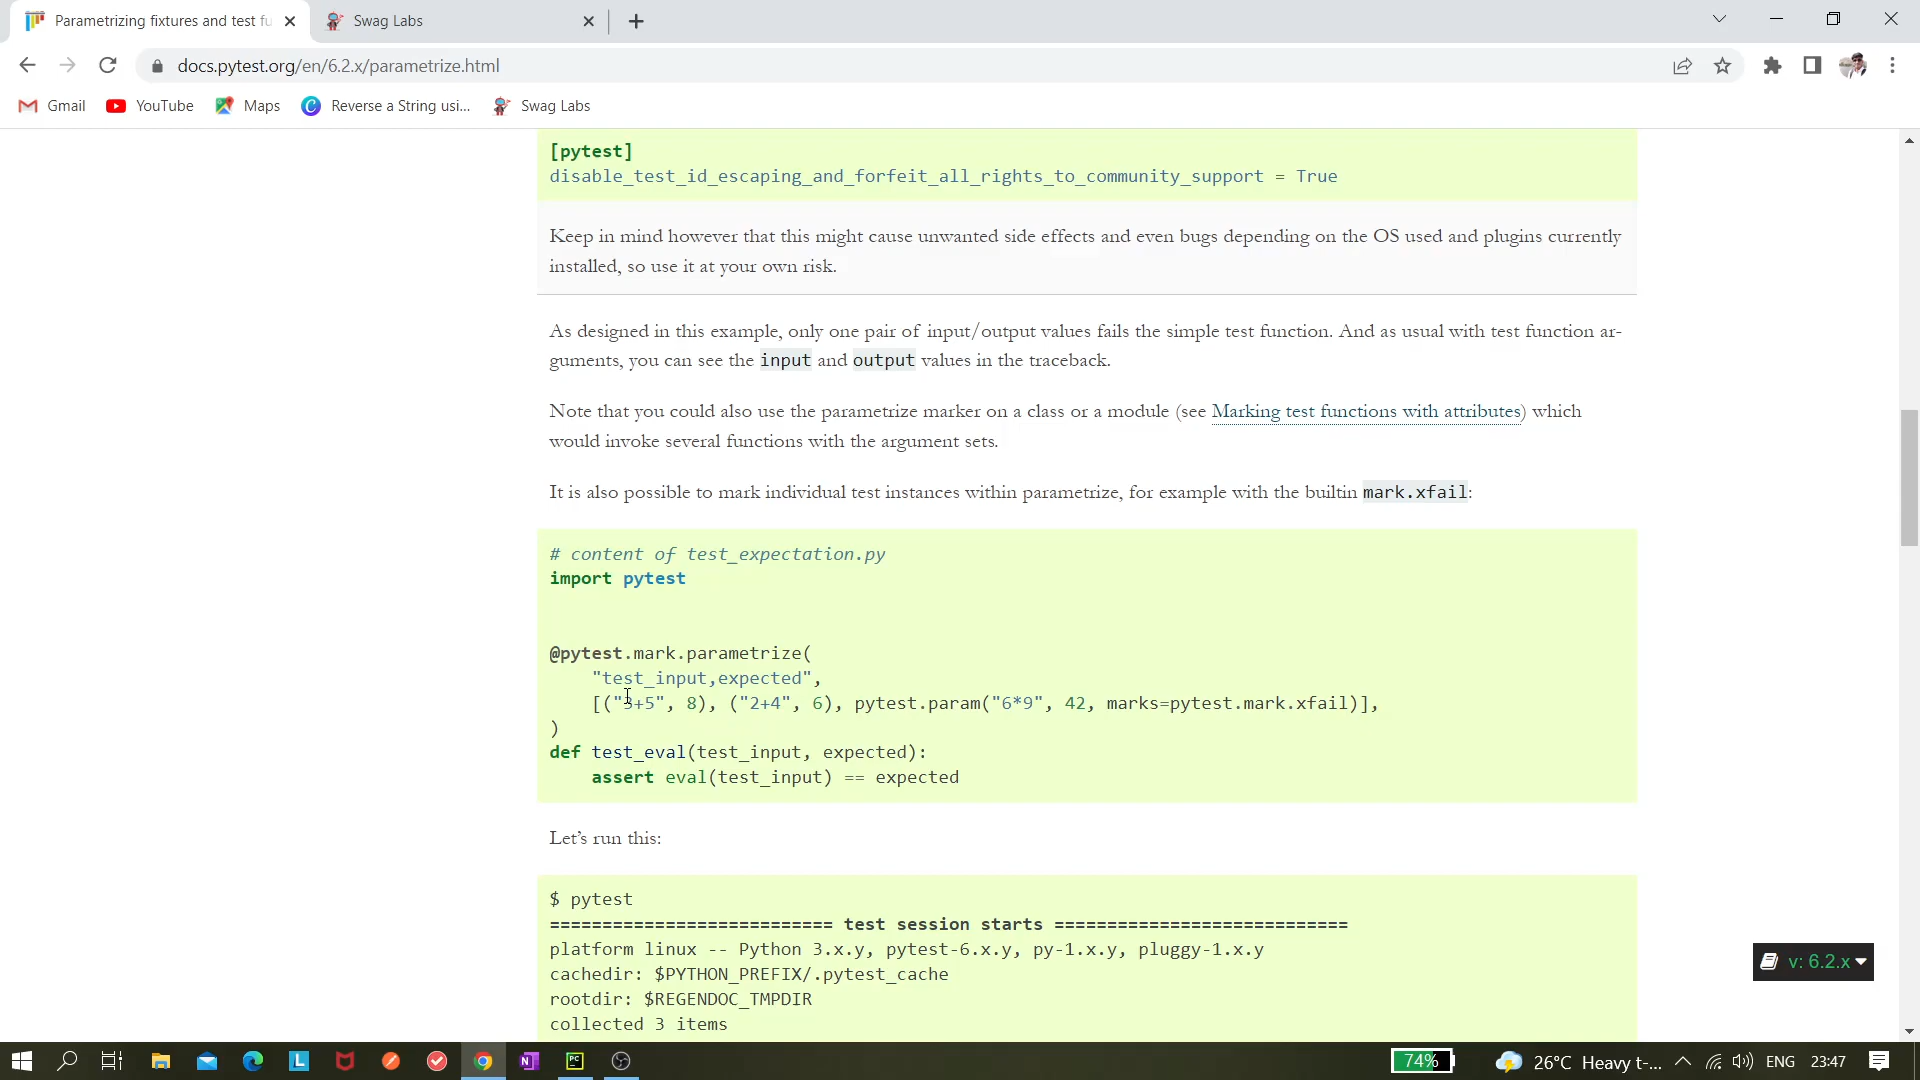 Parametrizing fixtures and test fu
Swag Labs
docs.pytest.org/en/6.2.x/parametrize.html
Gmail YouTube Maps Reverse a String usi... Swag Labs
[pytest]
disable_test_id_escaping_and_forfeit_all_rights_to_community_support = True
Keep in mind however that this might cause unwanted side effects and even bugs depending on the OS used and plugins currently
installed, so use it at your own risk.
As designed in this example, only one pair of input/output values fails the simple test function. And as usual with test function ar-
guments, you can see the input and output values in the traceback.
Note that you could also use the parametrize marker on a class or a module (see Marking test functions with attributes) which
would invoke several functions with the argument sets.
It is also possible to mark individual test instances within parametrize, for example with the builtin mark.xfail:
# content of test_expectation.py
import pytest
@pytest.mark.parametrize(
"test_input,expected",
[("3+5", 8), ("2+4", 6), pytest.param("6*9", 42, marks=pytest.mark.xfail)],
)
def test_eval(test_input, expected):
assert eval(test_input) == expected
Let's run this:
$ pytest
=========================== test session starts ============================
platform linux -- Python 3.x.y, pytest-6.x.y, py-1.x.y, pluggy-1.x.y
cachedir: $PYTHON_PREFIX/.pytest_cache
rootdir: $REGENDOC_TMPDIR
collected 3 items
v: 6.2.x
74% 26°C Heavy t-... ENG 23:47